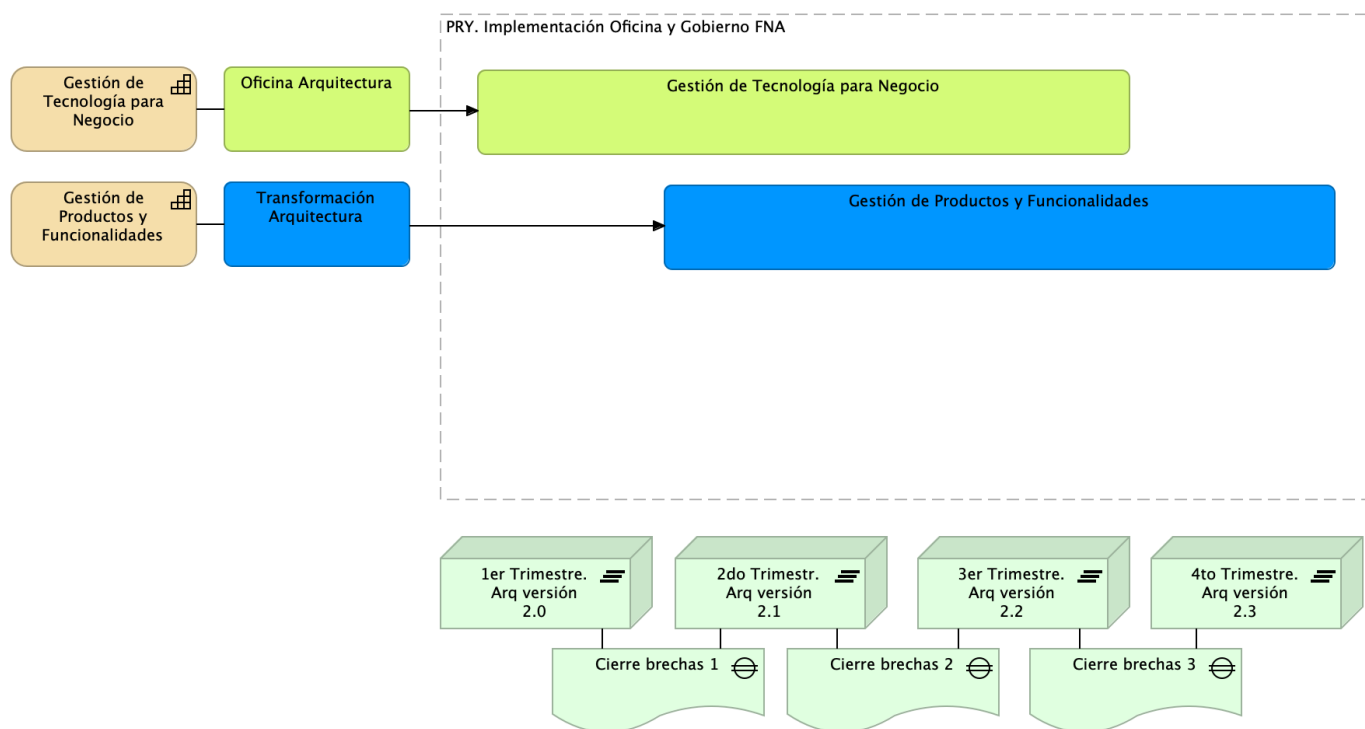 PRY. Implementación Oficina y Gobierno FNA
Gestión de
Tecnología para
Negocio
Oficina Arquitectura
Gestión de Tecnología para Negocio
Gestión de
Productos y
Funcionalidades
Transformación
Arquitectura
Gestión de Productos y Funcionalidades
1er Trimestre.
Arq versión
2.0
2do Trimestr.
Arq versión
2.1
3er Trimestre.
Arq versión
2.2
4to Trimestre.
Arq versión
2.3
Cierre brechas 1
Cierre brechas 2
Cierre brechas 3